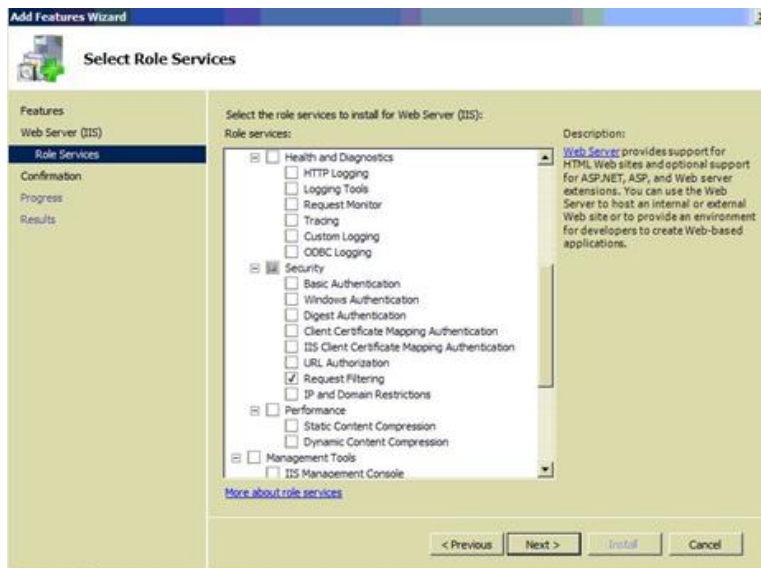 Add Features Wizard
Select Role Services
Features
Web Server (IIS)
Role Services
Confirmation
Progress
Results
Select the role services to install for Web Server (IIS):
Role services:
Health and Diagnostics
HTTP Logging
Logging Tools
Request Monitor
Tracing
Custom Logging
ODBC Logging
Security
Basic Authentication
Windows Authentication
Digest Authentication
Client Certificate Mapping Authentication
IIS Client Certificate Mapping Authentication
URL Authorization
Request Filtering
IP and Domain Restrictions
Performance
Static Content Compression
Dynamic Content Compression
Management Tools
IIS Management Console
More about role services
Description:
Web Server provides support for
HTML Web sites and optional support
for ASP.NET, ASP, and Web server
extensions. You can use the Web
Server to host an internal or external
Web site or to provide an environment
for developers to create Web-based
applications.
< Previous
Next >
Install
Cancel